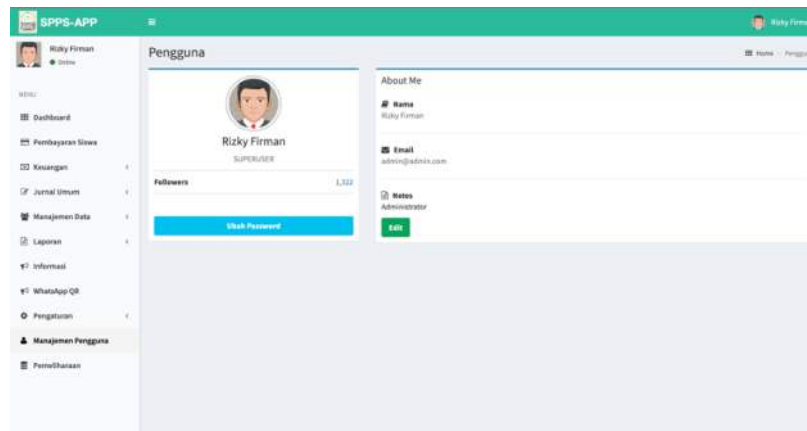 SPPS-APP
Rizky Firman
Rizky Firman
Online
MENU
Dashboard
Pembayaran Siswa
Keuangan
Jurnal Umum
Manajemen Data
Laporan
Informasi
WhatsApp QR
Pengaturan
Manajemen Pengguna
Pemeliharaan
Pengguna
Home
Rizky Firman
SUPERUSER
Followers 1,322
Ubah Password
About Me
Nama
Rizky Firman
Email
admin@admin.com
Notes
Administrator
Edit